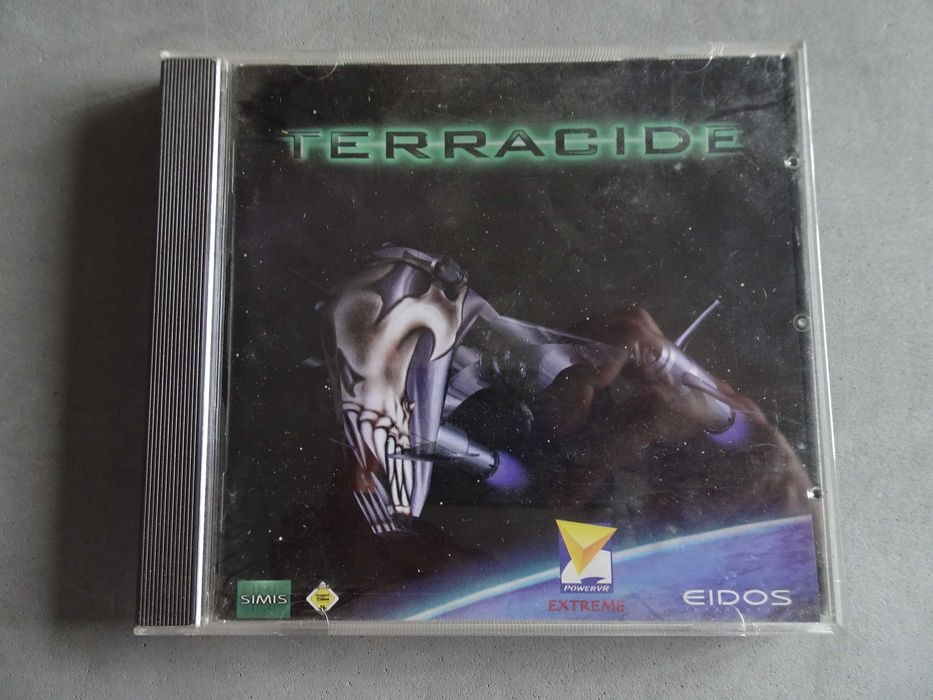 TERRACIDE
SIMIS
POWERVR
EXTREME
EIDOS